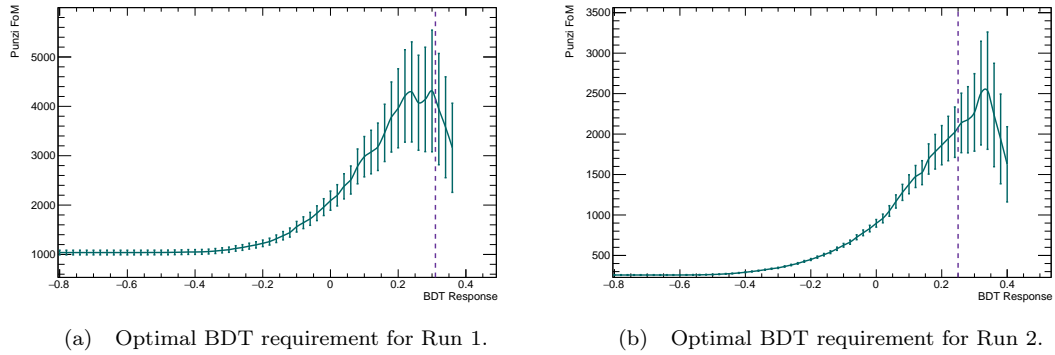 Punzi FoM
5000
4000
3000
2000
1000
−0.8 −0.6 −0.4 −0.2 0 0.2 0.4
BDT Response
(a) Optimal BDT requirement for Run 1.
Punzi FoM
3500
3000
2500
2000
1500
1000
500
−0.8 −0.6 −0.4 −0.2 0 0.2 0.4
BDT Response
(b) Optimal BDT requirement for Run 2.